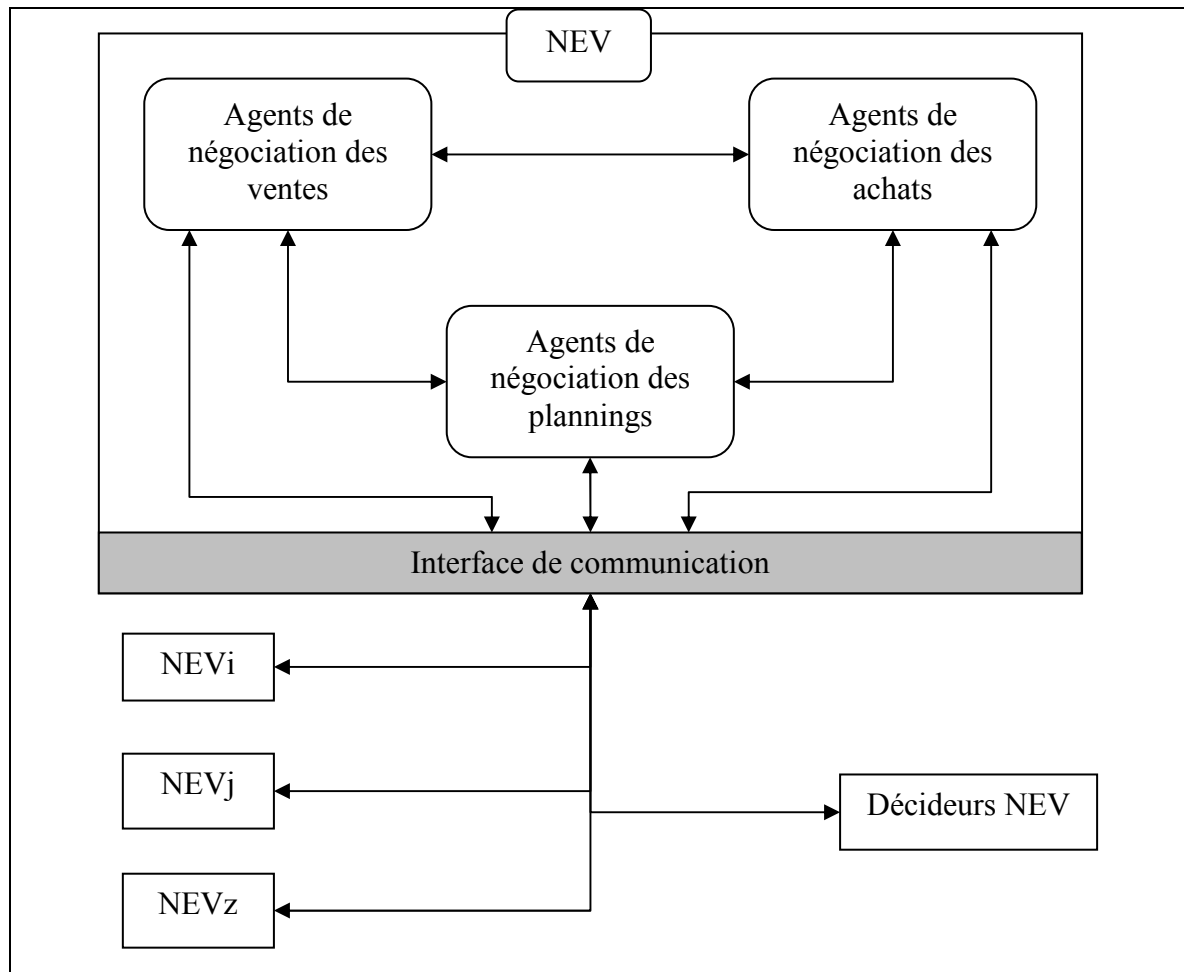 NEV
Agents de
négociation des
ventes
Agents de
négociation des
achats
Agents de
négociation des
plannings
Interface de communication
NEVi
NEVj
Décideurs NEV
NEVz